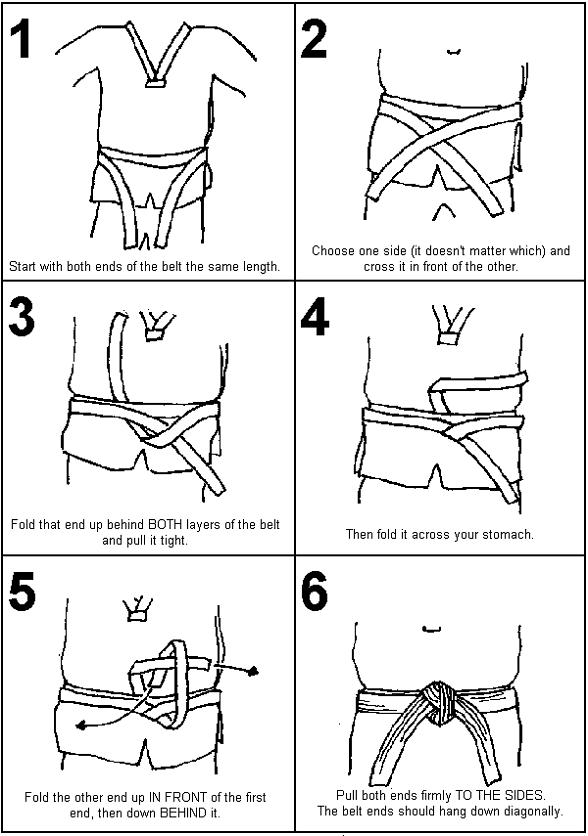 1
Start with both ends of the belt the same length.
2
Choose one side (it doesn't matter which) and
cross it in front of the other.
3
Fold that end up behind BOTH layers of the belt
and pull it tight.
4
Then fold it across your stomach.
5
Fold the other end up IN FRONT of the first
end, then down BEHIND it.
6
Pull both ends firmly TO THE SIDES.
The belt ends should hang down diagonally.